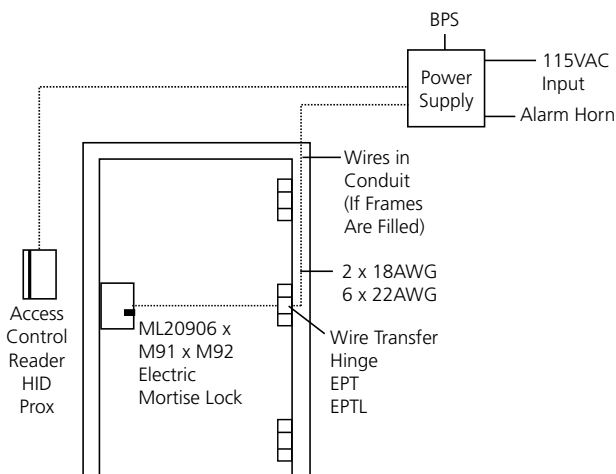 BPS
Power
Supply
115VAC
Input
Alarm Horn
Wires in
Conduit
(If Frames
Are Filled)
2 x 18AWG
6 x 22AWG
Access
Control
Reader
HID
Prox
ML20906 x
M91 x M92
Electric
Mortise Lock
Wire Transfer
Hinge
EPT
EPTL